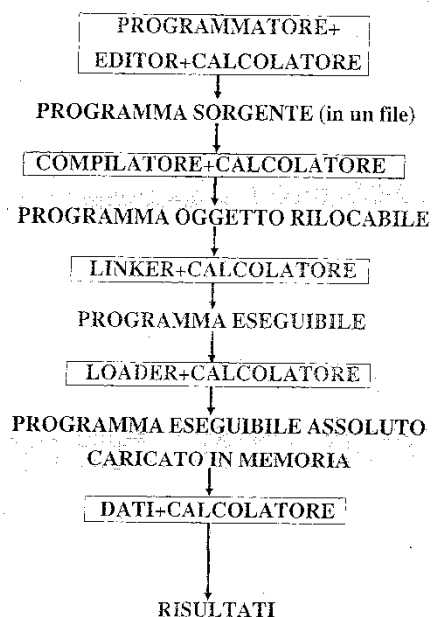 PROGRAMMATORE+
EDITOR+CALCOLATORE
PROGRAMMA SORGENTE (in un file)
COMPILATORE+CALCOLATORE
PROGRAMMA OGGETTO RILOCABILE
LINKER+CALCOLATORE
PROGRAMMA ESEGUIBILE
LOADER+CALCOLATORE
PROGRAMMA ESEGUIBILE ASSOLUTO
CARICATO IN MEMORIA
DATI+CALCOLATORE
RISULTATI